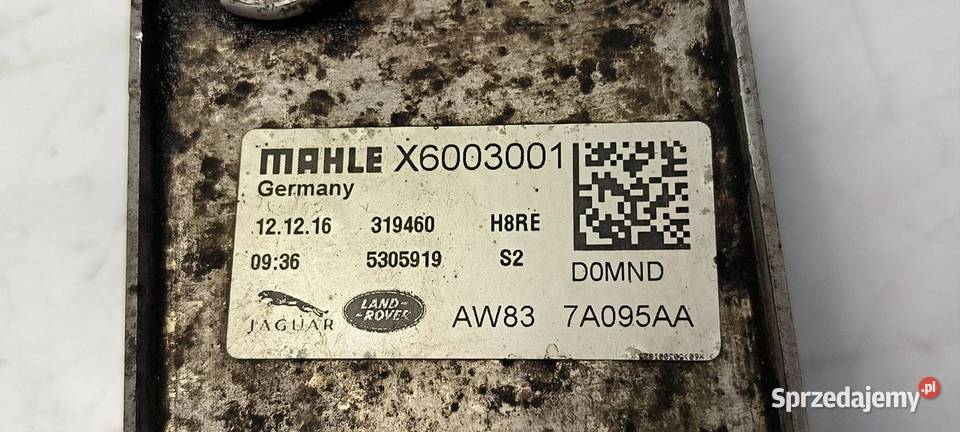 MAHLE X6003001
Germany
12.12.16 319460 H8RE
09:36 5305919 S2
D0MND
JAGUAR LAND-ROVER AW83 7A095AA
Sprzedajemy.pl